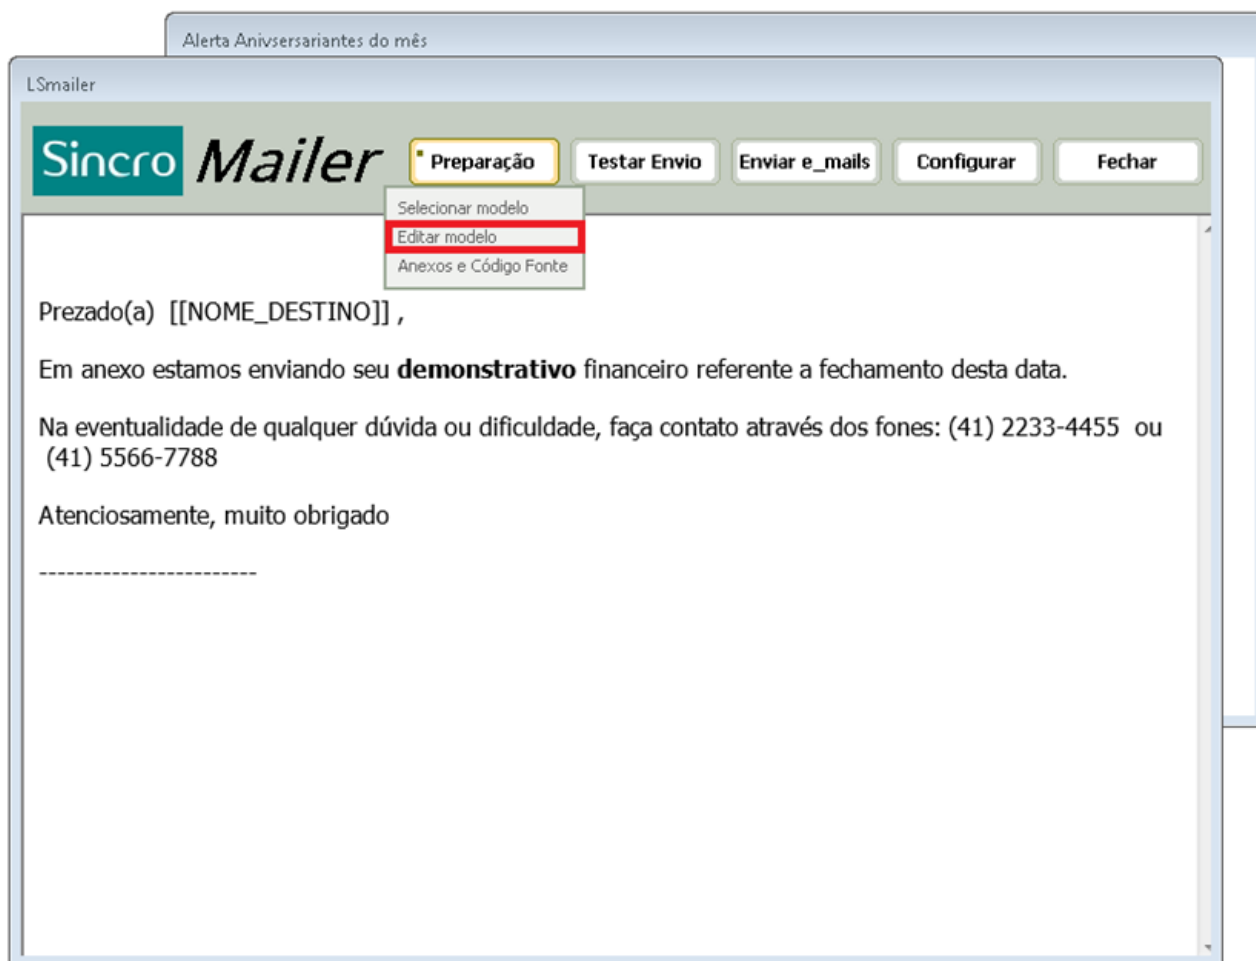 Alerta Anivsersariantes do mês
LSmailer
Sincro Mailer
Preparação Testar Envio Enviar e_mails Configurar Fechar
Selecionar modelo
Editar modelo
Anexos e Código Fonte
Prezado(a) [[NOME_DESTINO]] ,
Em anexo estamos enviando seu demonstrativo financeiro referente a fechamento desta data.
Na eventualidade de qualquer dúvida ou dificuldade, faça contato através dos fones: (41) 2233-4455 ou
(41) 5566-7788
Atenciosamente, muito obrigado
------------------------